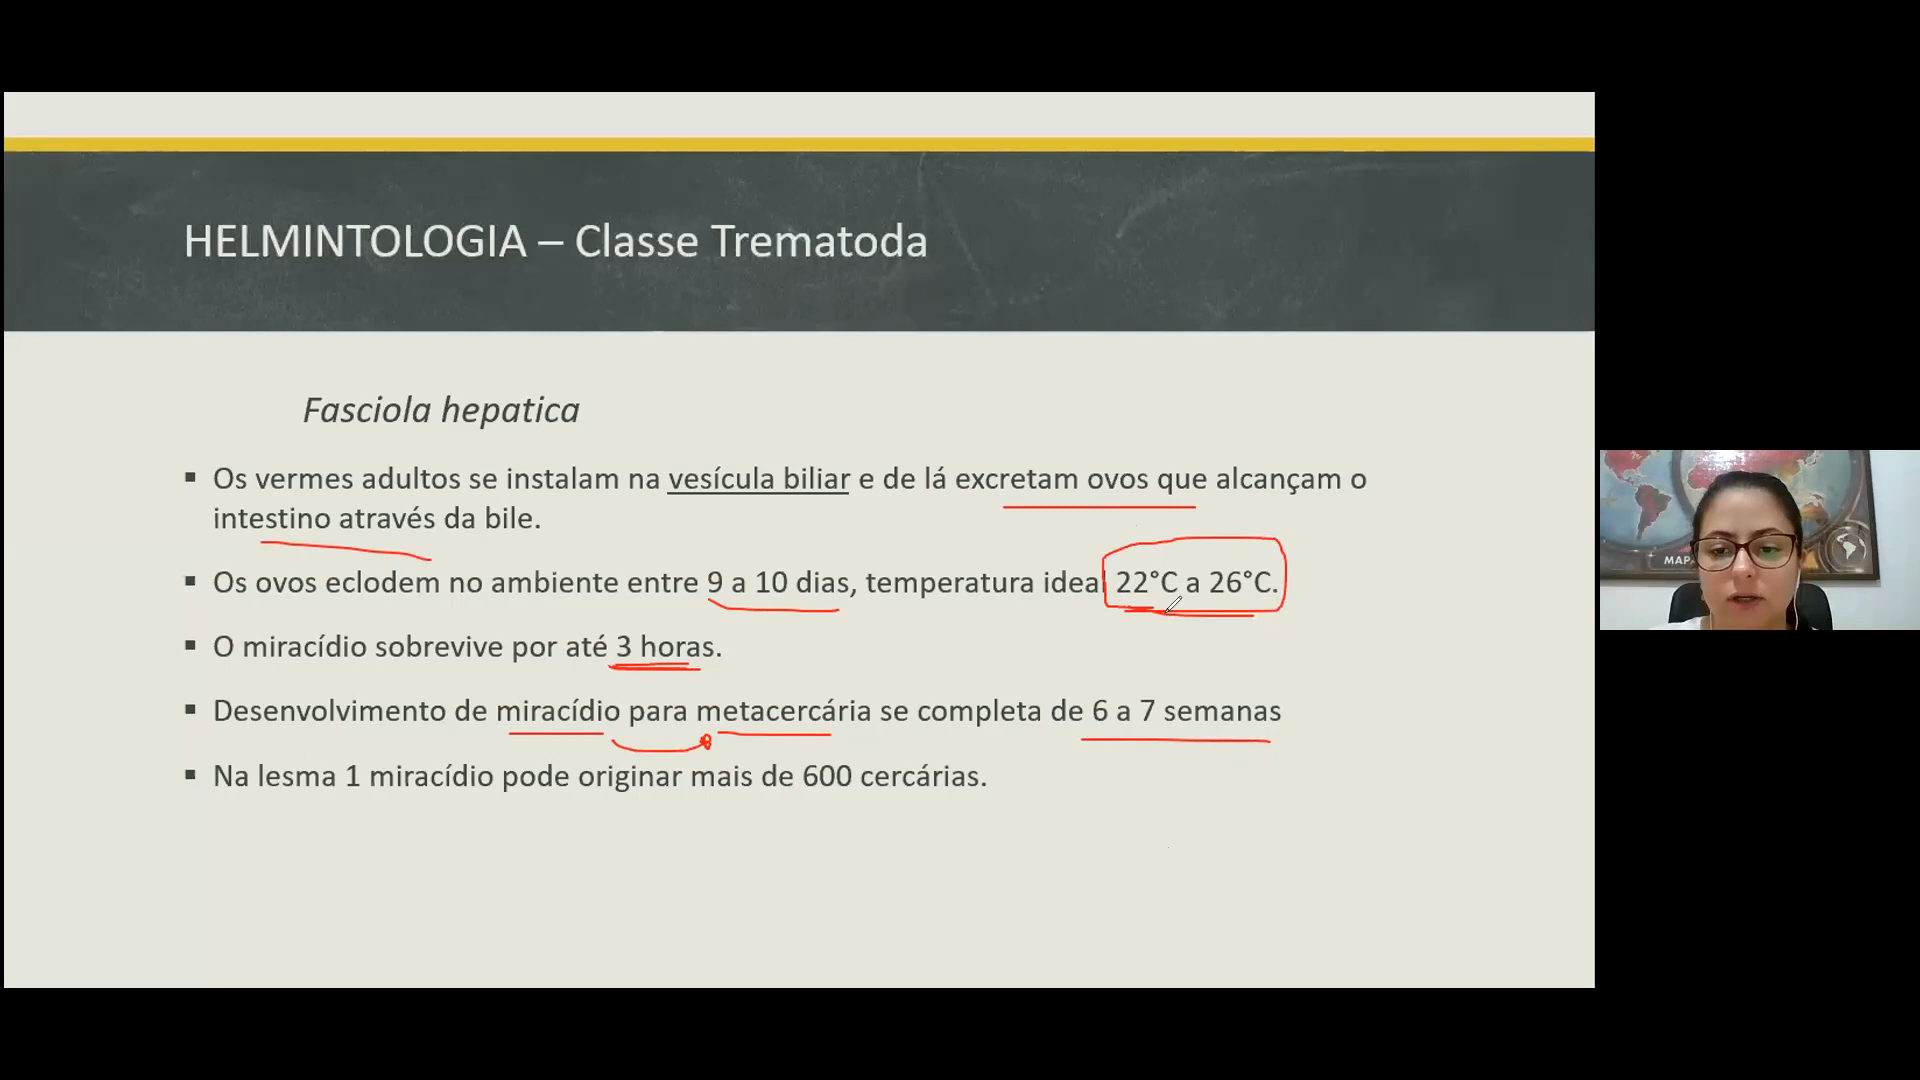 HELMINTOLOGIA – Classe Trematoda
Fasciola hepatica
▪ Os vermes adultos se instalam na vesícula biliar e de lá excretam ovos que alcançam o
intestino através da bile.
▪ Os ovos eclodem no ambiente entre 9 a 10 dias, temperatura ideal 22°C a 26°C.
▪ O miracídio sobrevive por até 3 horas.
▪ Desenvolvimento de miracídio para metacercária se completa de 6 a 7 semanas
▪ Na lesma 1 miracídio pode originar mais de 600 cercárias.
MAP